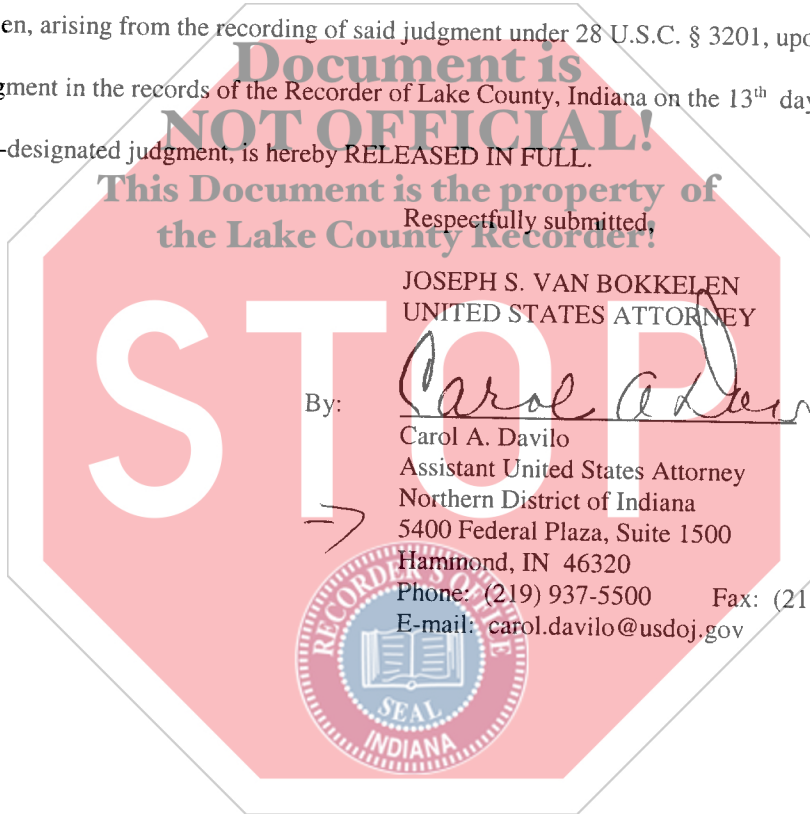 en, arising from the recording of said judgment under 28 U.S.C. § 3201, upo
Document is
gment in the records of the Recorder of Lake County, Indiana on the 13th day
NOT OFFICIAL!
-designated judgment, is hereby RELEASED IN FULL.
This Document is the property of
Respectfully submitted,
the Lake County Recorder!
JOSEPH S. VAN BOKKELEN
UNITED STATES ATTORNEY
STOP
By: Carol A Davi
Carol A. Davilo
Assistant United States Attorney
Northern District of Indiana
5400 Federal Plaza, Suite 1500
Hammond, IN 46320
Phone: (219) 937-5500 Fax: (21
E-mail: carol.davilo@usdoj.gov
RECORDER'S OFFICE
SEAL
INDIANA